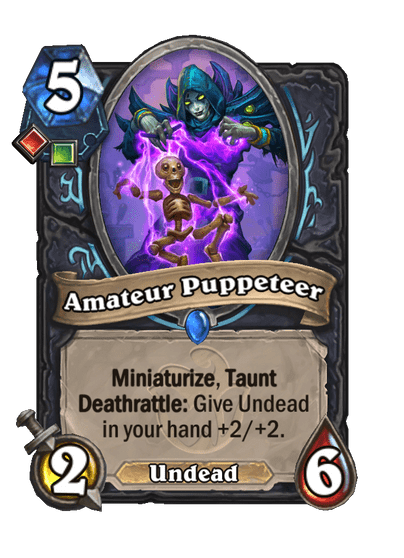 5
Amateur Puppeteer
Miniaturize, Taunt
Deathrattle: Give Undead
in your hand +2/+2.
2
Undead
6